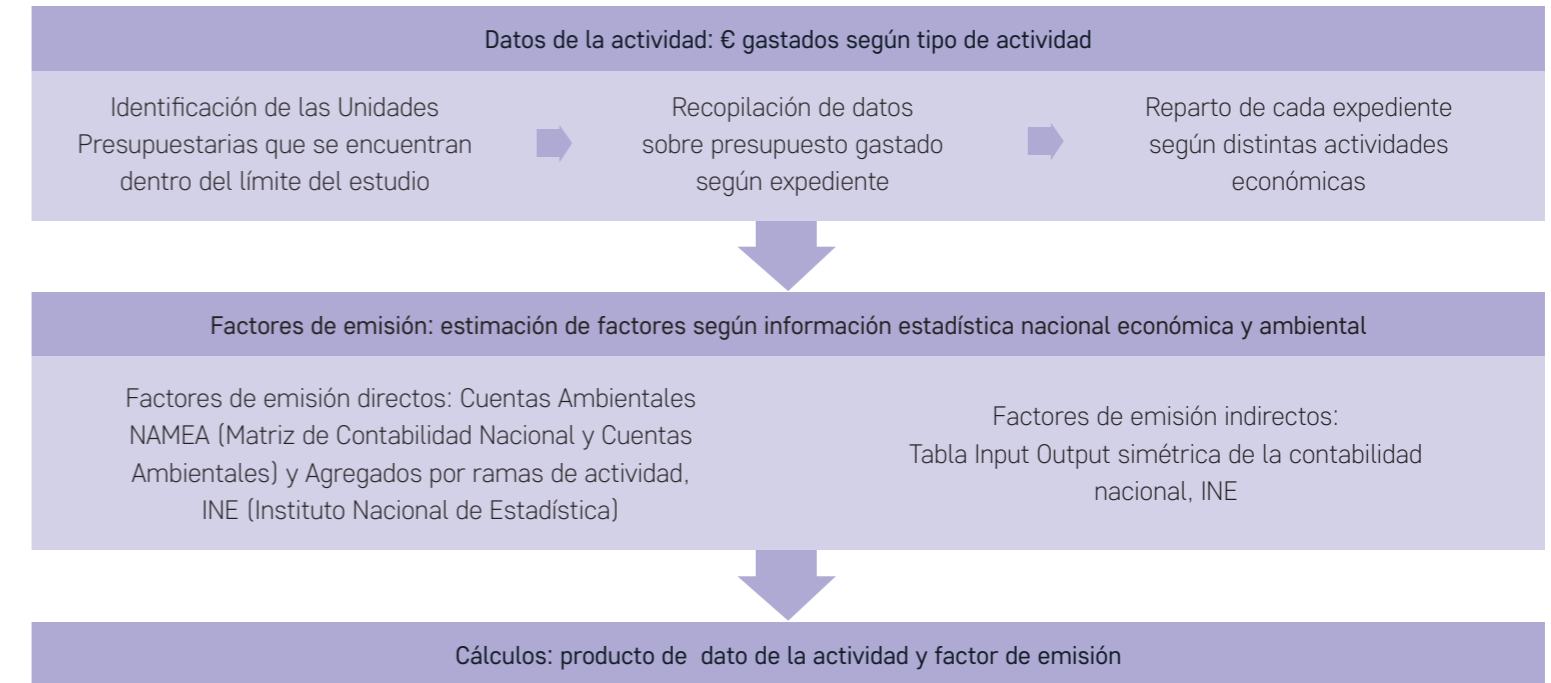 Datos de la actividad: € gastados según tipo de actividad
Identificación de las Unidades
Presupuestarias que se encuentran
dentro del límite del estudio
Recopilación de datos
sobre presupuesto gastado
según expediente
Reparto de cada expediente
según distintas actividades
económicas
Factores de emisión: estimación de factores según información estadística nacional económica y ambiental
Factores de emisión directos: Cuentas Ambientales
NAMEA (Matriz de Contabilidad Nacional y Cuentas
Ambientales) y Agregados por ramas de actividad,
INE (Instituto Nacional de Estadística)
Factores de emisión indirectos:
Tabla Input Output simétrica de la contabilidad
nacional, INE
Cálculos: producto de dato de la actividad y factor de emisión